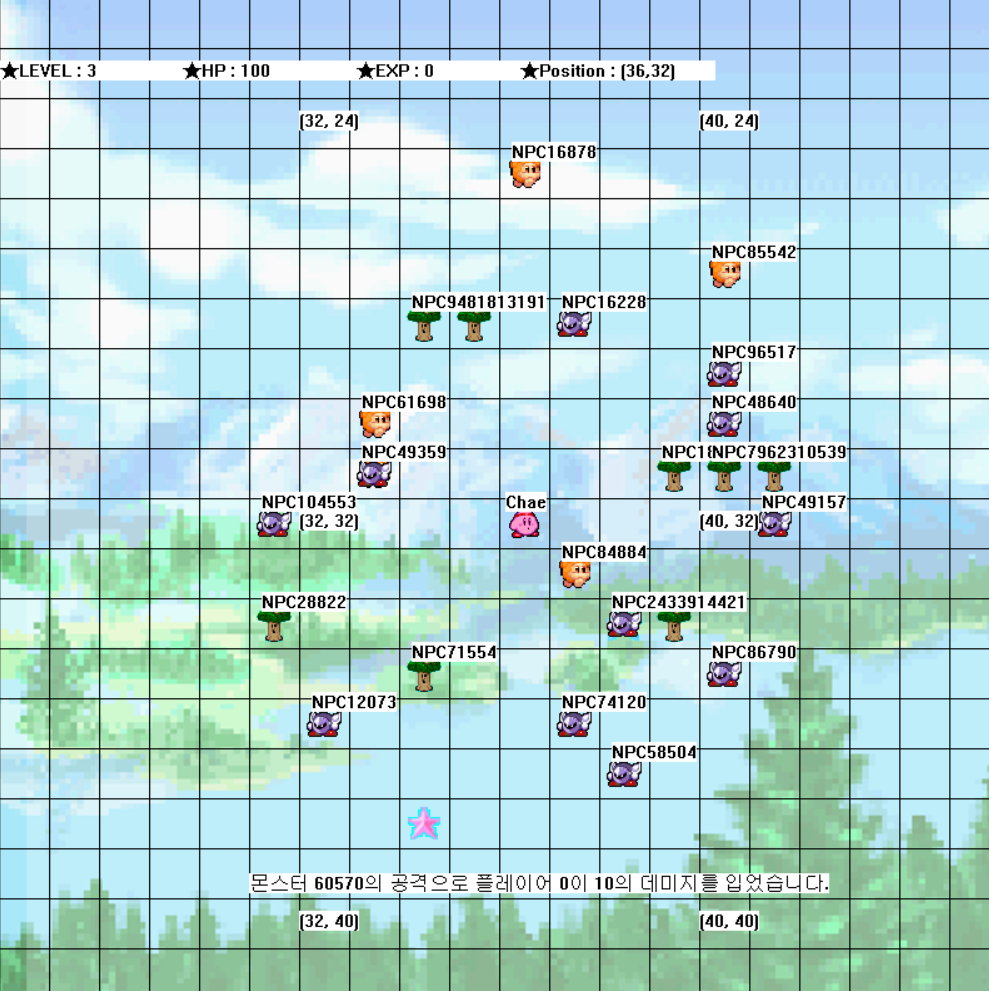 ★LEVEL : 3 ★HP : 100 ★EXP : 0 ★Position : (36,32)
(32, 24) (40, 24)
NPC16878
NPC85542
NPC9481813191 NPC16228
NPC96517
NPC61698 NPC48640
NPC49359 NPC18NPC7962310539
NPC104553 Chae NPC49157
(32, 32) (40, 32)
NPC84884
NPC28822 NPC2433914421
NPC71554 NPC86790
NPC12073 NPC74120
NPC58504
몬스터 60570의 공격으로 플레이어 0이 10의 데미지를 입었습니다.
(32, 40) (40, 40)